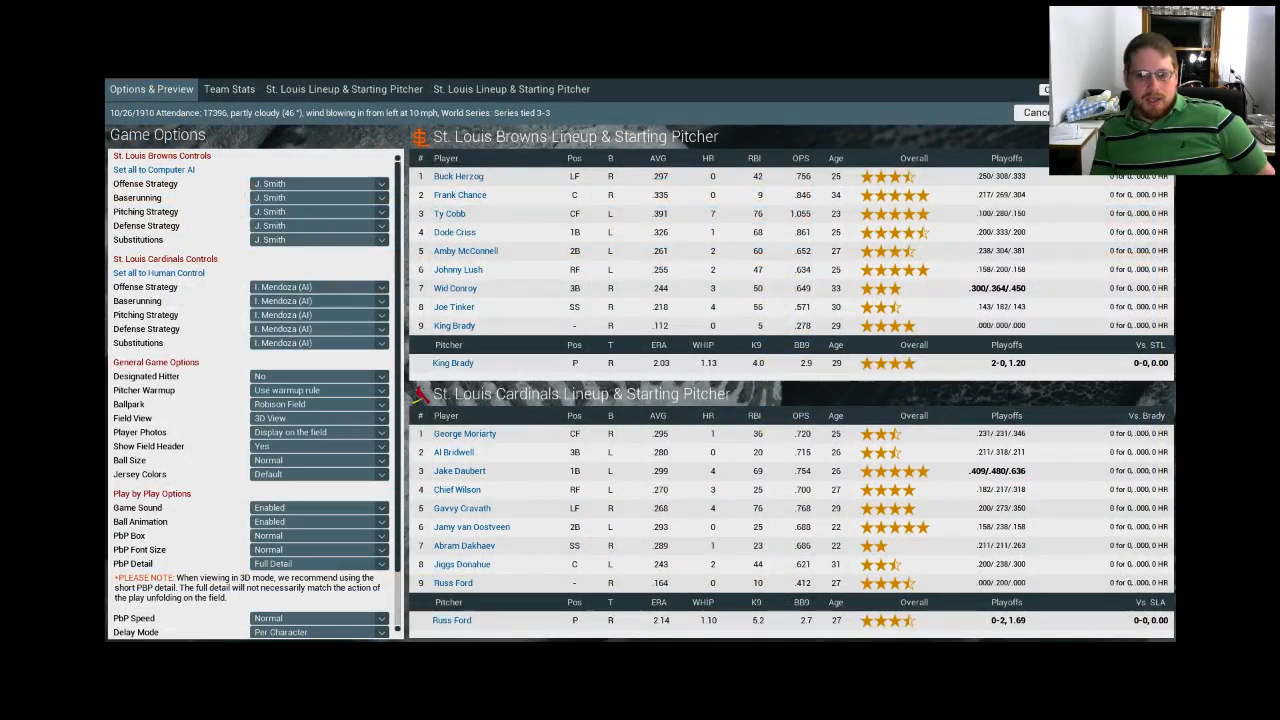 Options & Preview Team Stats St. Louis Lineup & Starting Pitcher St. Louis Lineup & Starting Pitcher
10/26/1910 Attendance: 17396, partly cloudy (46 °), wind blowing in from left at 10 mph, World Series: Series tied 3-3
Game Options
St. Louis Browns Controls
Set all to Computer AI
Offense Strategy J. Smith
Baserunning J. Smith
Pitching Strategy J. Smith
Defense Strategy J. Smith
Substitutions J. Smith
St. Louis Cardinals Controls
Set all to Human Control
Offense Strategy I. Mendoza (AI)
Baserunning I. Mendoza (AI)
Pitching Strategy I. Mendoza (AI)
Defense Strategy I. Mendoza (AI)
Substitutions I. Mendoza (AI)
General Game Options
Designated Hitter No
Pitcher Warmup Use warmup rule
Ballpark Robison Field
Field View 3D View
Player Photos Display on the field
Show Field Header Yes
Ball Size Normal
Jersey Colors Default
Play by Play Options
Game Sound Enabled
Ball Animation Enabled
PbP Box Normal
PbP Font Size Normal
PbP Detail Full Detail
*PLEASE NOTE: When viewing in 3D mode, we recommend using the
short PBP detail. The full detail will not necessarily match the action of
the play unfolding on the field.
PbP Speed Normal
Delay Mode Per Character
St. Louis Browns Lineup & Starting Pitcher
# Player Pos B AVG HR RBI OPS Age Overall Playoffs
1 Buck Herzog LF R .297 0 42 .756 25 .250/.308/.333 0 for 0, .000, 0 HR
2 Frank Chance C R .335 0 9 .846 34 .217/.269/.304 0 for 0, .000, 0 HR
3 Ty Cobb CF L .391 7 76 1.055 23 .100/.280/.150 0 for 0, .000, 0 HR
4 Dode Criss 1B L .326 1 68 .861 25 .200/.333/.200 0 for 0, .000, 0 HR
5 Amby McConnell 2B L .261 2 60 .652 27 .238/.304/.381 0 for 0, .000, 0 HR
6 Johnny Lush RF L .255 2 47 .634 25 .158/.200/.158 0 for 0, .000, 0 HR
7 Wid Conroy 3B R .244 3 50 .649 33 .300/.364/.450 0 for 0, .000, 0 HR
8 Joe Tinker SS R .218 4 56 .571 30 .143/.182/.143 0 for 0, .000, 0 HR
9 King Brady - R .112 0 5 .278 29 .000/.000/.000 0 for 0, .000, 0 HR
Pitcher Pos T ERA WHIP K9 BB9 Age Overall Playoffs Vs. STL
King Brady P R 2.03 1.13 4.0 2.9 29 2-0, 1.20 0-0, 0.00
St. Louis Cardinals Lineup & Starting Pitcher
# Player Pos B AVG HR RBI OPS Age Overall Playoffs Vs. Brady
1 George Moriarty CF R .295 1 36 .720 25 .231/.231/.346 0 for 0, .000, 0 HR
2 Al Bridwell 3B L .280 0 20 .715 26 .211/.318/.211 0 for 0, .000, 0 HR
3 Jake Daubert 1B L .299 1 69 .754 26 .409/.480/.636 0 for 0, .000, 0 HR
4 Chief Wilson RF L .270 3 25 .700 27 .182/.217/.318 0 for 0, .000, 0 HR
5 Gavvy Cravath LF R .268 4 76 .768 29 .200/.273/.350 0 for 0, .000, 0 HR
6 Jamy van Oostveen 2B L .293 0 25 .688 22 .158/.238/.158 0 for 0, .000, 0 HR
7 Abram Dakhaev SS R .289 1 23 .686 22 .211/.211/.263 0 for 0, .000, 0 HR
8 Jiggs Donahue C L .243 0 44 .621 31 .200/.238/.300 0 for 0, .000, 0 HR
9 Russ Ford - R .164 0 10 .412 27 .000/.200/.000 0 for 0, .000, 0 HR
Pitcher Pos T ERA WHIP K9 BB9 Age Overall Playoffs Vs. SLA
Russ Ford P R 2.14 1.10 5.2 2.7 27 0-2, 1.69 0-0, 0.00